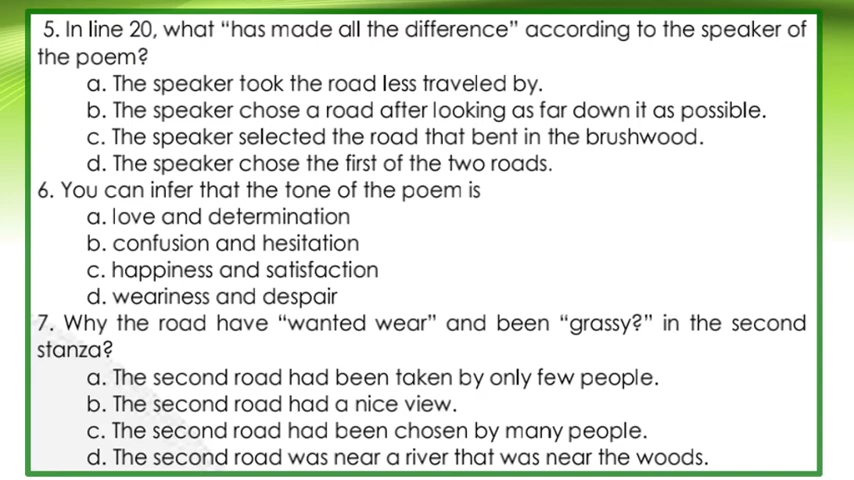 5. In line 20, what “has made all the difference” according to the speaker of
the poem?
a. The speaker took the road less traveled by.
b. The speaker chose a road after looking as far down it as possible.
c. The speaker selected the road that bent in the brushwood.
d. The speaker chose the first of the two roads.
6. You can infer that the tone of the poem is
a. love and determination
b. confusion and hesitation
c. happiness and satisfaction
d. weariness and despair
7. Why the road have “wanted wear” and been “grassy?” in the second
stanza?
a. The second road had been taken by only few people.
b. The second road had a nice view.
c. The second road had been chosen by many people.
d. The second road was near a river that was near the woods.